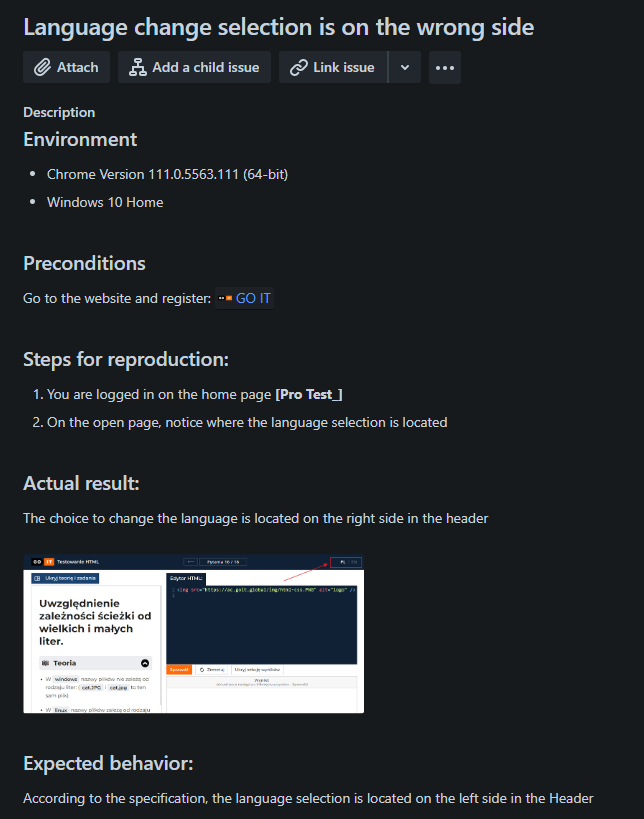 Language change selection is on the wrong side
Attach
Add a child issue
Link issue
Description
Environment
• Chrome Version 111.0.5563.111 (64-bit)
• Windows 10 Home
Preconditions
Go to the website and register: GO IT
Steps for reproduction:
1. You are logged in on the home page [Pro Test_]
2. On the open page, notice where the language selection is located
Actual result:
The choice to change the language is located on the right side in the header
GO IT Testowanie HTML
Pytania 16 / 16
PL EN
Ukryj teorię i zadania
Edytor HTML:
Uwzględnienie
zależności ścieżki od
wielkich i małych
liter.
Teoria
• W windows nazwy plików nie zależą od
rodzaju liter: cat.JPG i cat.jpg to ten
sam plik)
• W linux nazwy plików zależą od rodzaju
1 <img src="https://ac.goit.global/img/html-css.PNG" alt="logo" />
2
Sprawdź
Zresetuj
Ukryj sekcję wyników
Expected behavior:
According to the specification, the language selection is located on the left side in the Header